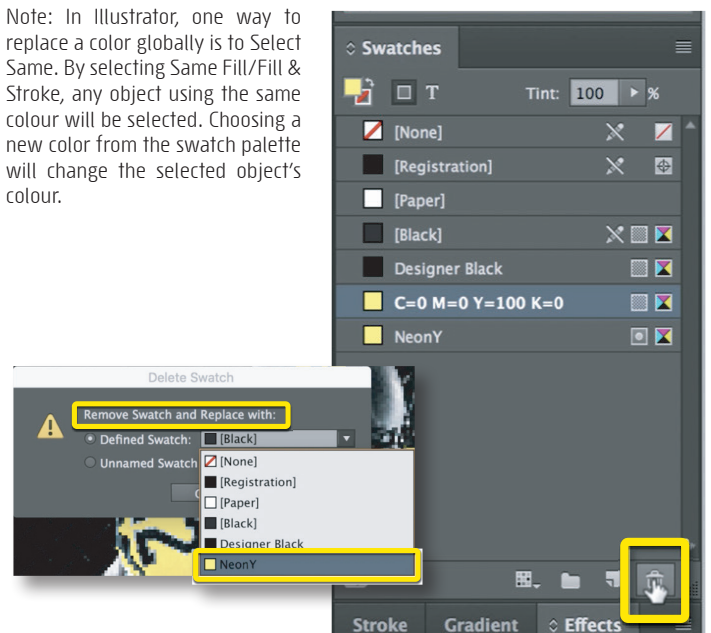 Note: In Illustrator, one way to
replace a color globally is to Select
Same. By selecting Same Fill/Fill &
Stroke, any object using the same
colour will be selected. Choosing a
new color from the swatch palette
will change the selected object's
colour.
Swatches
T
Tint: 100 %
[None]
[Registration]
[Paper]
[Black]
Designer Black
C=0 M=0 Y=100 K=0
NeonY
Delete Swatch
Remove Swatch and Replace with:
Defined Swatch: [Black]
Unnamed Swatch
[None]
[Registration]
[Paper]
[Black]
Designer Black
NeonY
Stroke Gradient Effects